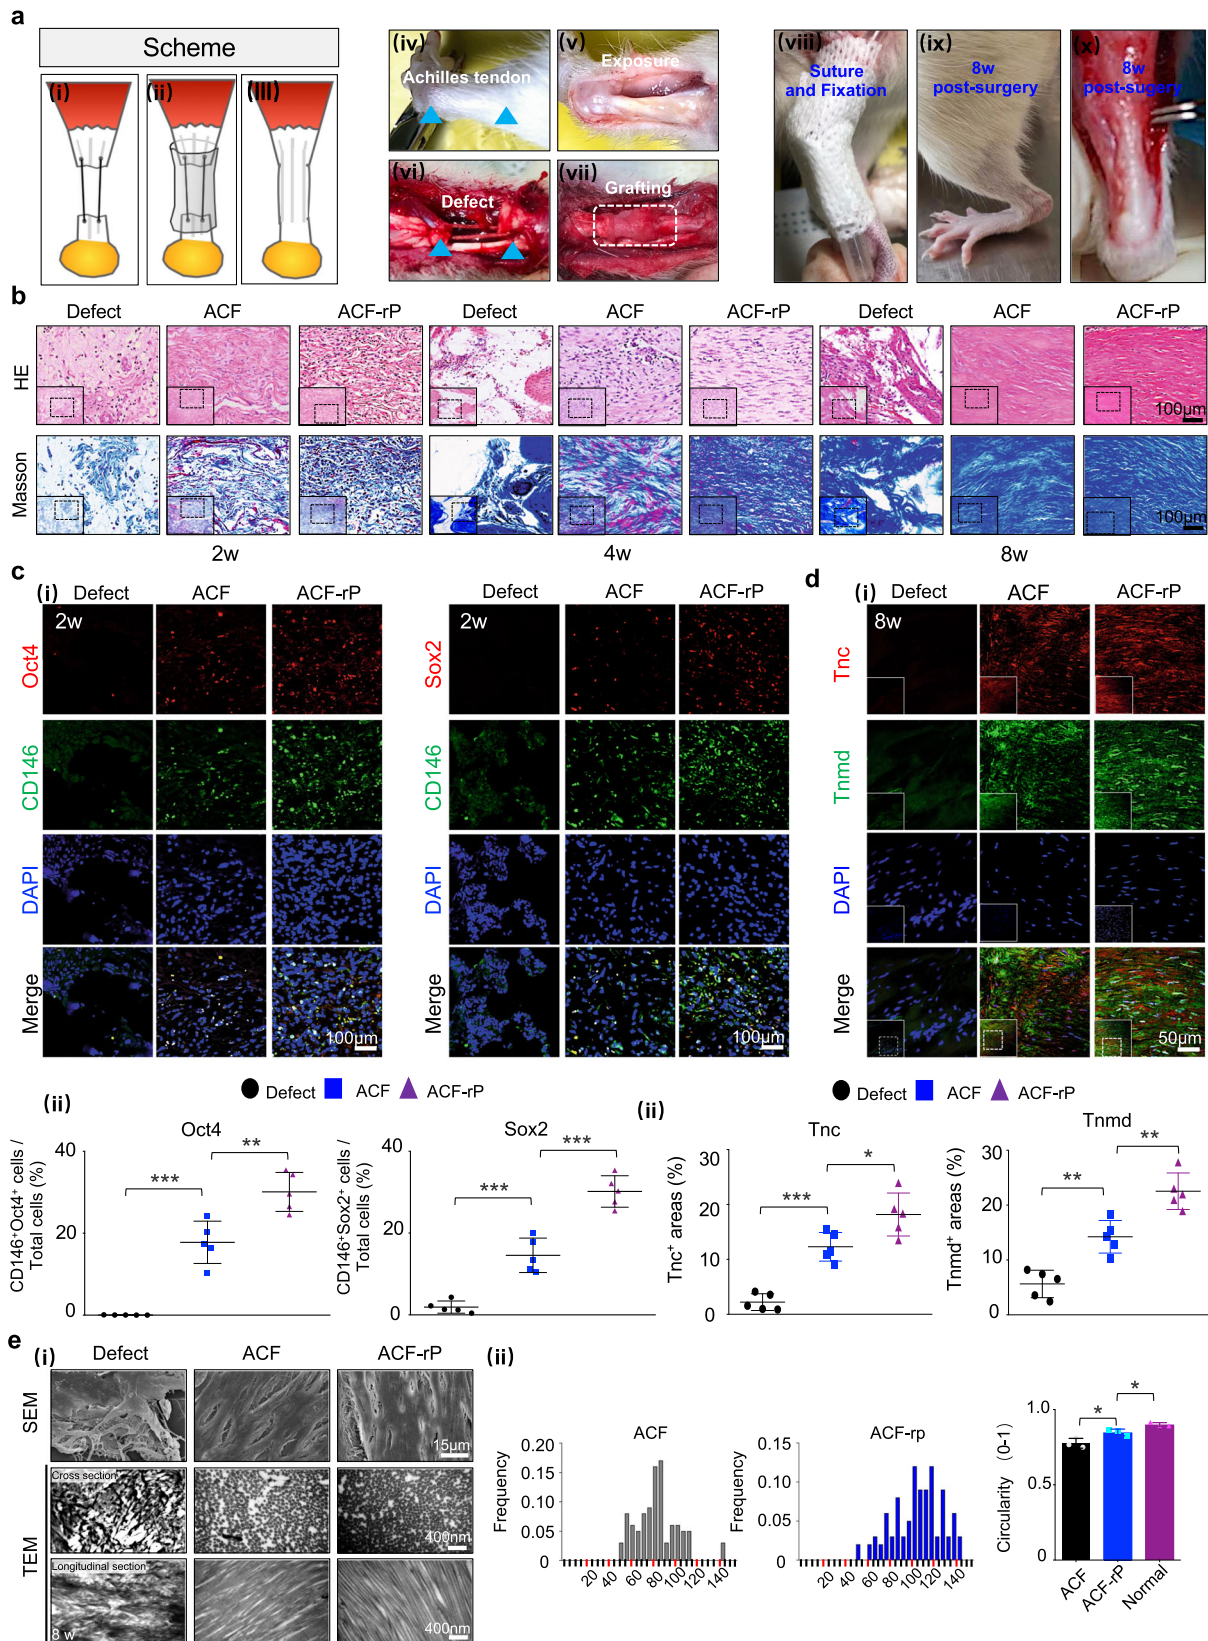 a
Scheme
(i)
(ii)
(III)
(iv)
Achilles tendon
(v)
Exposure
(vi)
Defect
(vii)
Grafting
(viii)
Suture
and Fixation
(ix)
8w
post-surgery
(x)
8w
post-sugery
b
Defect
ACF
ACF-rP
Defect
ACF
ACF-rP
Defect
ACF
ACF-rP
HE
100μm
Masson
100μm
2w
4w
8w
c
(i)
Defect
ACF
ACF-rP
2w
Oct4
CD146
DAPI
Merge
100μm
Defect
ACF
ACF-rP
2w
Sox2
CD146
DAPI
Merge
100μm
d
(i)
Defect
ACF
ACF-rP
8w
Tnc
Tnmd
DAPI
Merge
50μm
Defect
ACF
ACF-rP
(ii)
Oct4
CD146⁺Oct4⁺ cells /
Total cells (%)
40
20
0
***
**
Sox2
CD146⁺Sox2⁺ cells /
Total cells (%)
40
20
0
***
***
Defect
ACF
ACF-rP
(ii)
Tnc
Tnc⁺ areas (%)
30
20
10
0
***
*
Tnmd
Tnmd⁺ areas (%)
30
20
10
0
**
**
e
(i)
Defect
ACF
ACF-rP
SEM
15μm
TEM
Cross section
400nm
Longitudinal section
8 w
400nm
(ii)
ACF
Frequency
0.20
0.15
0.10
0.05
0
20
40
60
80
100
120
140
ACF-rp
Frequency
0.15
0.10
0.05
0
20
40
60
80
100
120
140
Circularity (0-1)
1.0
0.5
0
*
*
ACF
ACF-rP
Normal